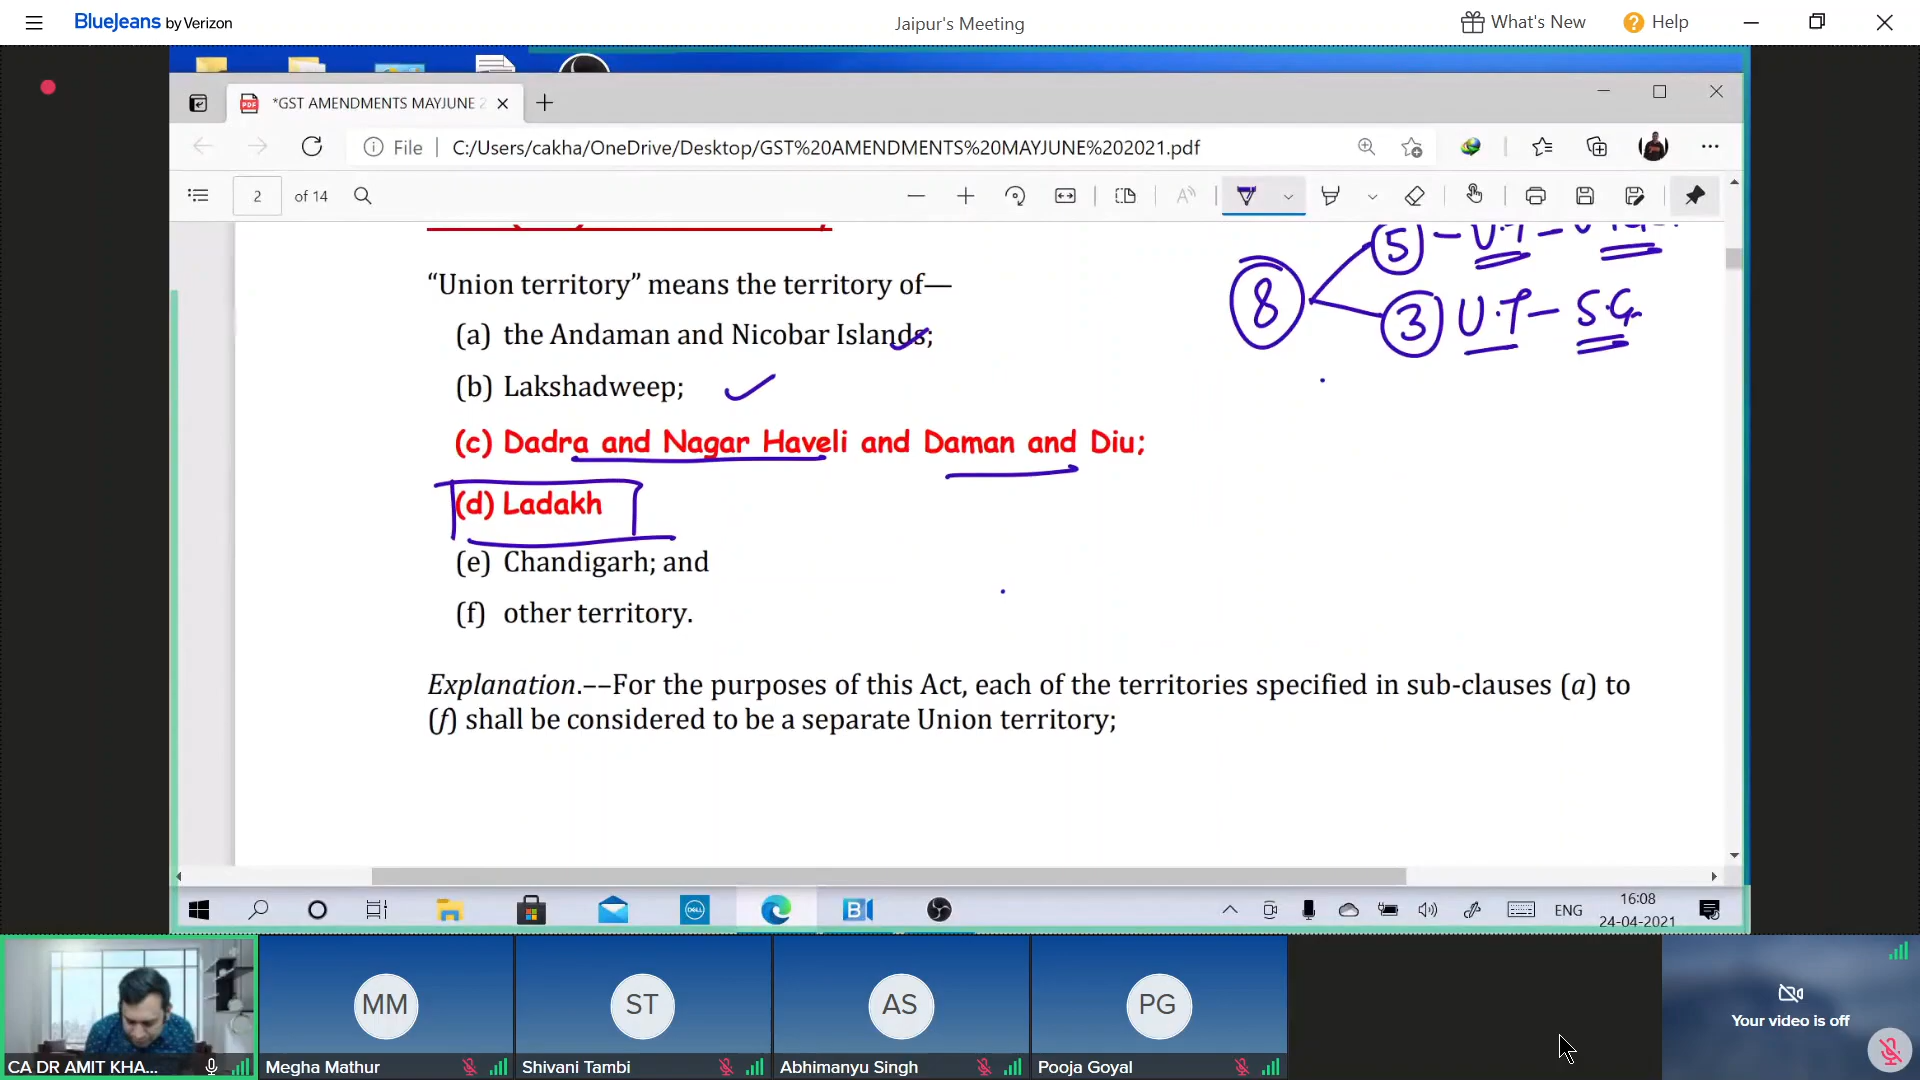 BlueJeans by Verizon
Jaipur's Meeting
What's New
Help
*GST AMENDMENTS MAYJUNE 2
File
C:/Users/cakha/OneDrive/Desktop/GST%20AMENDMENTS%20MAYJUNE%202021.pdf
2 of 14
“Union territory” means the territory of—
(a) the Andaman and Nicobar Islands;
(b) Lakshadweep;
(c) Dadra and Nagar Haveli and Daman and Diu;
(d) Ladakh
(e) Chandigarh; and
(f) other territory.
Explanation.––For the purposes of this Act, each of the territories specified in sub-clauses (a) to
(f) shall be considered to be a separate Union territory;
5 – U.T –
8
3 U.T – S.G.
DELL
ENG
16:08
24-04-2021
MM
ST
AS
PG
Your video is off
CA DR AMIT KHA...
Megha Mathur
Shivani Tambi
Abhimanyu Singh
Pooja Goyal